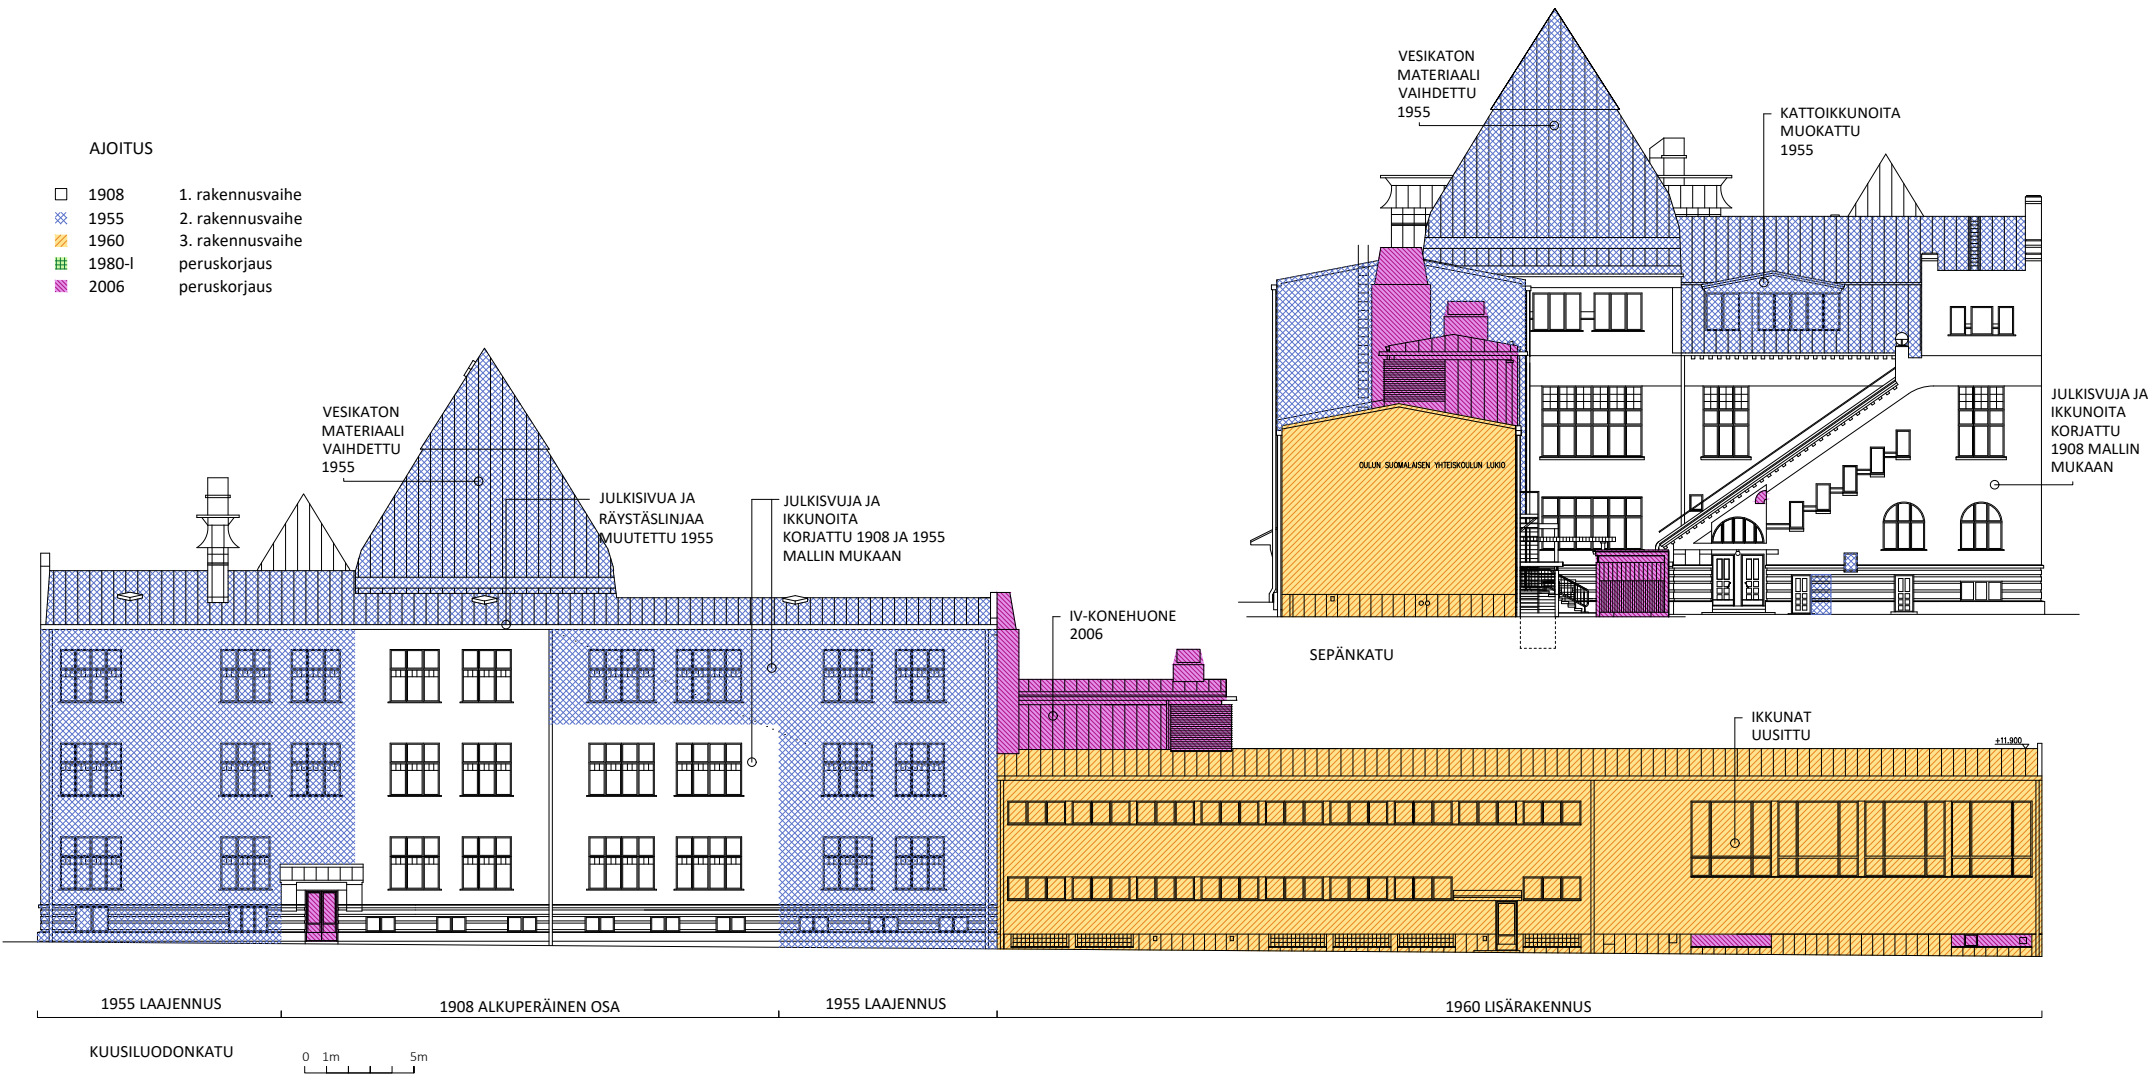 AJOITUS
1908 1. rakennusvaihe
1955 2. rakennusvaihe
1960 3. rakennusvaihe
1980-l peruskorjaus
2006 peruskorjaus
VESIKATON
MATERIAALI
VAIHDETTU
1955
KATTOIKKUNOITA
MUOKATTU
1955
JULKISVUJA JA
IKKUNOITA
KORJATTU
1908 MALLIN
MUKAAN
OULUN SUOMALAISEN YHTEISKOULUN LUKIO
SEPÄNKATU
VESIKATON
MATERIAALI
VAIHDETTU
1955
JULKISIVUA JA
RÄYSTÄSLINJAA
MUUTETTU 1955
JULKISVUJA JA
IKKUNOITA
KORJATTU 1908 JA 1955
MALLIN MUKAAN
IV-KONEHUONE
2006
IKKUNAT
UUSITTU
+11.900
1955 LAAJENNUS
1908 ALKUPERÄINEN OSA
1955 LAAJENNUS
1960 LISÄRAKENNUS
KUUSILUODONKATU
0 1m 5m